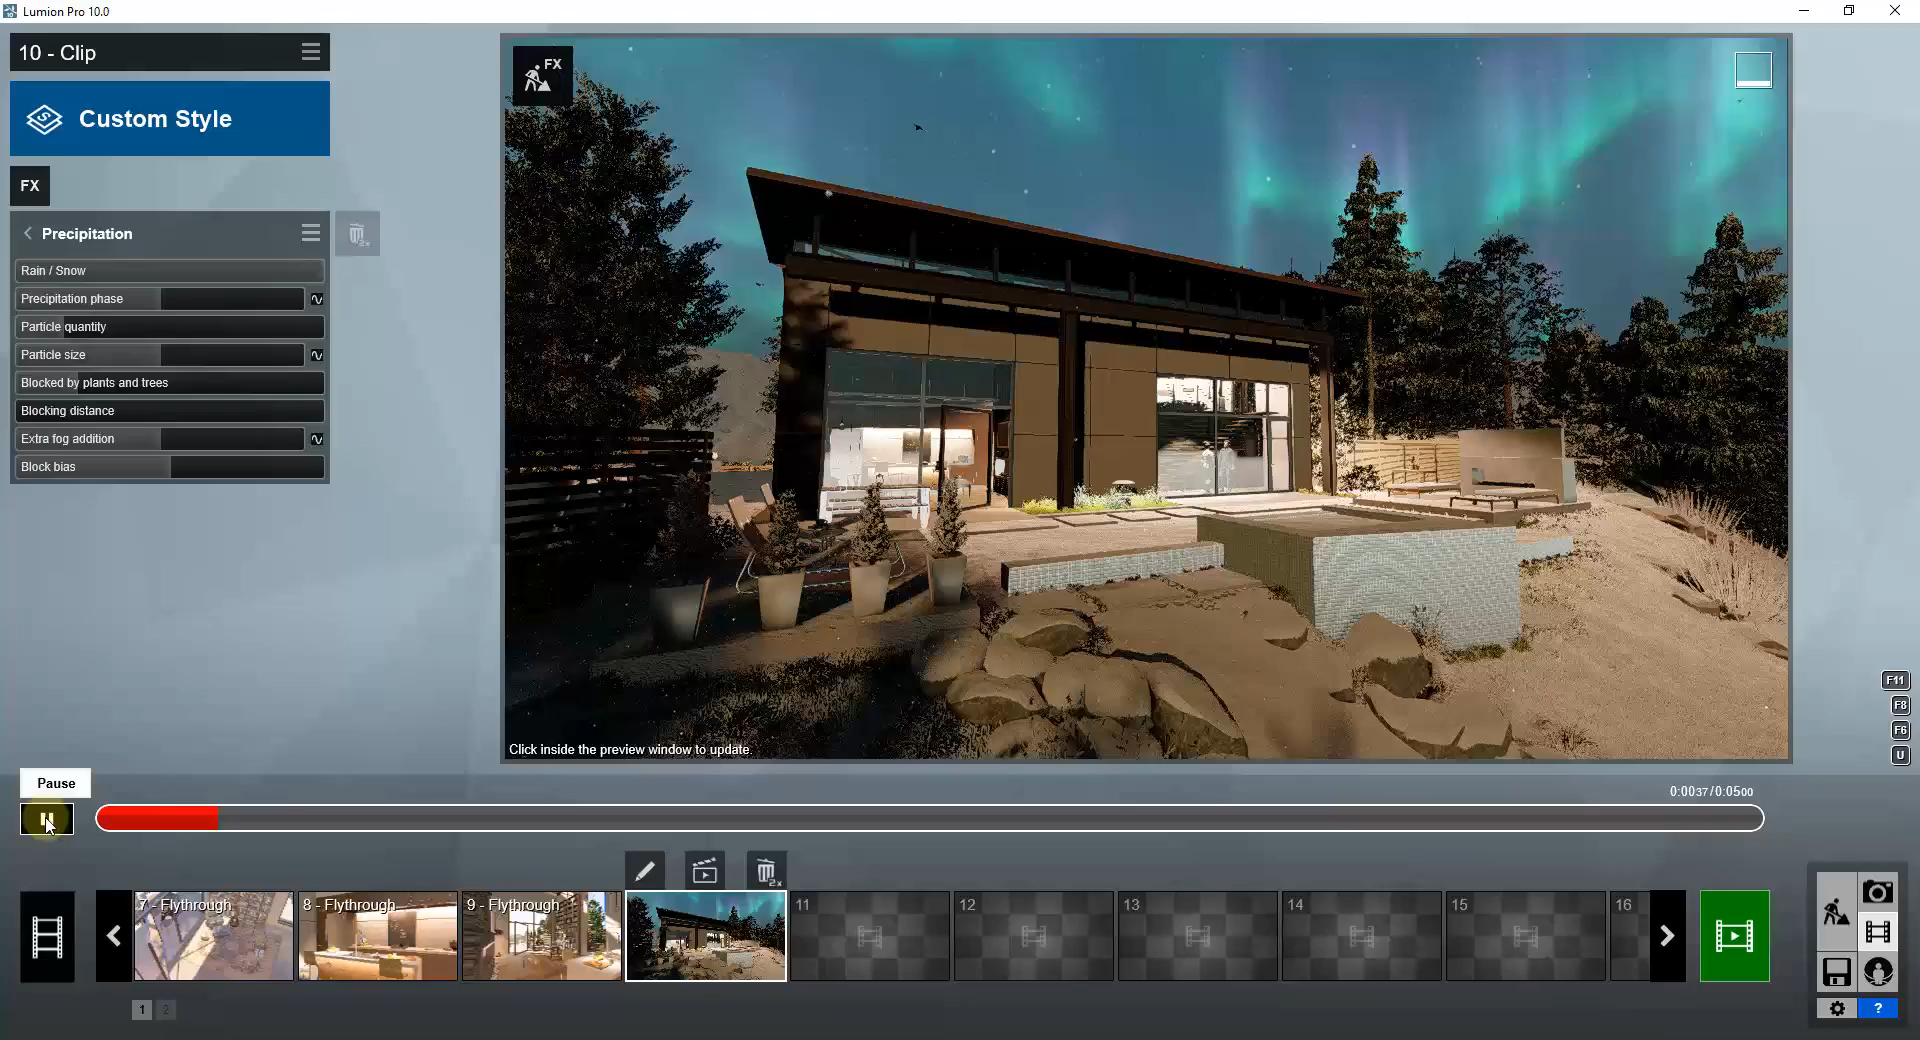 Lumion Pro 10.0
10 - Clip
Custom Style
FX
Precipitation
Rain / Snow
Precipitation phase
Particle quantity
Particle size
Blocked by plants and trees
Blocking distance
Extra fog addition
Block bias
2x
FX
Click inside the preview window to update.
F11
F8
F6
U
Pause
0:0037/0:0500
2x
7 - Flythrough
8 - Flythrough
9 - Flythrough
11
12
13
14
15
16
1
2
?